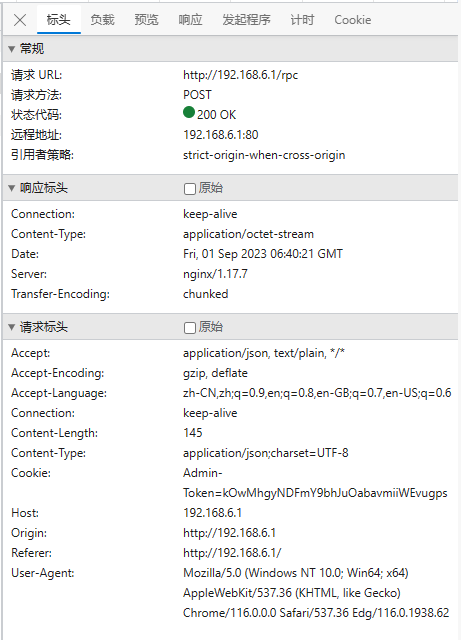 标头 负载 预览 响应 发起程序 计时 Cookie
常规
请求 URL: http://192.168.6.1/rpc
请求方法: POST
状态代码: 200 OK
远程地址: 192.168.6.1:80
引用者策略: strict-origin-when-cross-origin
响应标头 原始
Connection: keep-alive
Content-Type: application/octet-stream
Date: Fri, 01 Sep 2023 06:40:21 GMT
Server: nginx/1.17.7
Transfer-Encoding: chunked
请求标头 原始
Accept: application/json, text/plain, */*
Accept-Encoding: gzip, deflate
Accept-Language: zh-CN,zh;q=0.9,en;q=0.8,en-GB;q=0.7,en-US;q=0.6
Connection: keep-alive
Content-Length: 145
Content-Type: application/json;charset=UTF-8
Cookie: Admin-
Token=kOwMhgyNDFmY9bhJuOabavmiiWEvugps
Host: 192.168.6.1
Origin: http://192.168.6.1
Referer: http://192.168.6.1/
User-Agent: Mozilla/5.0 (Windows NT 10.0; Win64; x64)
AppleWebKit/537.36 (KHTML, like Gecko)
Chrome/116.0.0.0 Safari/537.36 Edg/116.0.1938.62